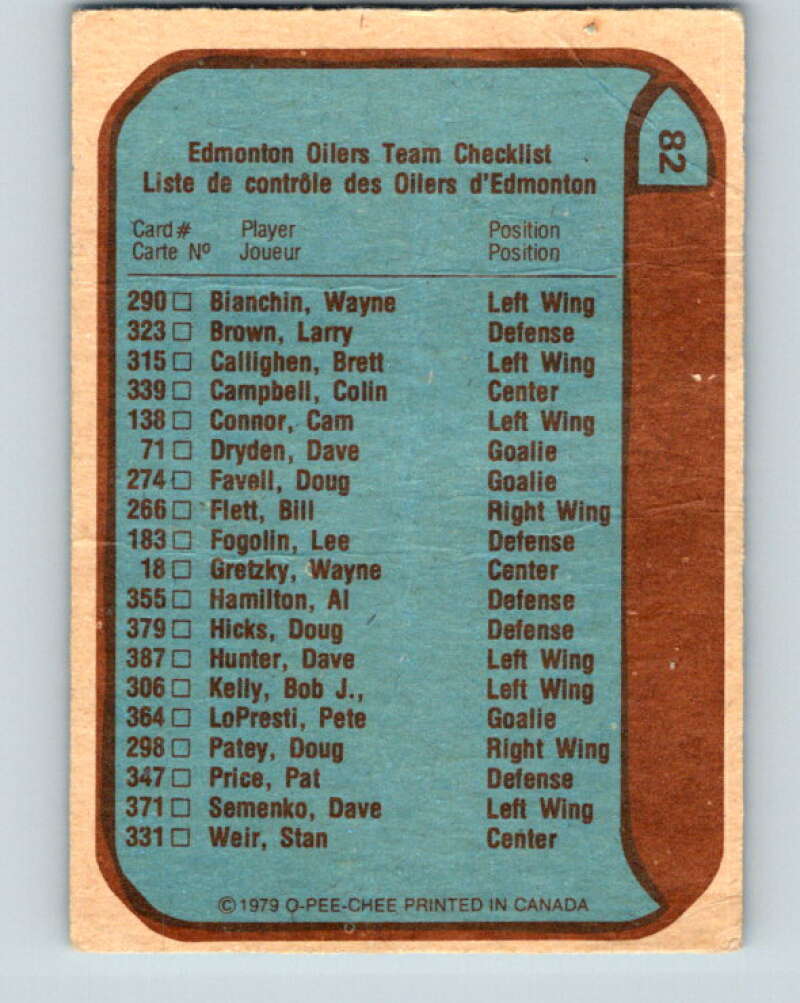 82
Edmonton Oilers Team Checklist
Liste de contrôle des Oilers d'Edmonton
Card # Player Position
Carte Nº Joueur Position
290 □ Bianchin, Wayne Left Wing
323 □ Brown, Larry Defense
315 □ Callighen, Brett Left Wing
339 □ Campbell, Colin Center
138 □ Connor, Cam Left Wing
71 □ Dryden, Dave Goalie
274 □ Favell, Doug Goalie
266 □ Flett, Bill Right Wing
183 □ Fogolin, Lee Defense
18 □ Gretzky, Wayne Center
355 □ Hamilton, Al Defense
379 □ Hicks, Doug Defense
387 □ Hunter, Dave Left Wing
306 □ Kelly, Bob J., Left Wing
364 □ LoPresti, Pete Goalie
298 □ Patey, Doug Right Wing
347 □ Price, Pat Defense
371 □ Semenko, Dave Left Wing
331 □ Weir, Stan Center
© 1979 O-PEE-CHEE PRINTED IN CANADA